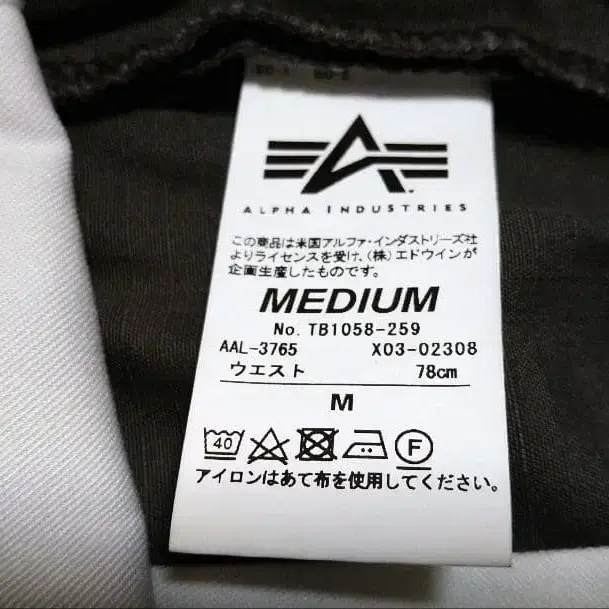 ALPHA INDUSTRIES
この商品は米国アルファ・インダストリーズ社
よりライセンスを受け、(株)エドウインが
企画生産したものです。
MEDIUM
No. TB1058-259
AAL-3765 X03-02308
ウエスト 78cm
M
40 F
アイロンはあて布を使用してください。